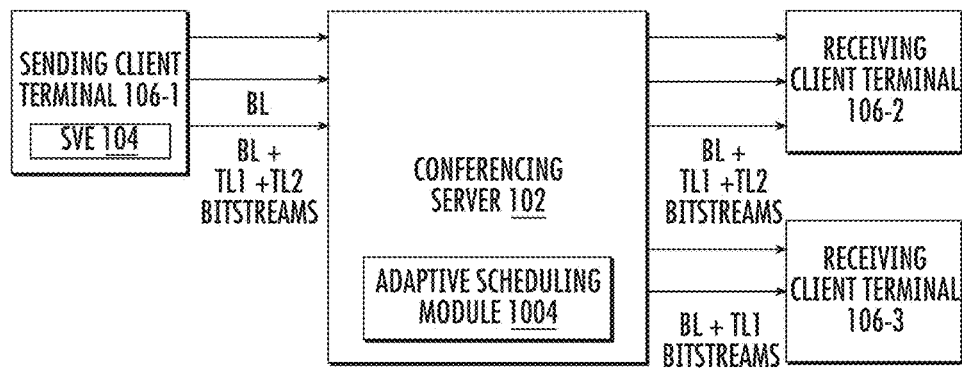 SENDING CLIENT
TERMINAL 106-1
SVE 104
BL
BL +
TL1 +TL2
BITSTREAMS
CONFERENCING
SERVER 102
ADAPTIVE SCHEDULING
MODULE 1004
BL +
TL1 +TL2
BITSTREAMS
BL + TL1
BITSTREAMS
RECEIVING
CLIENT TERMINAL
106-2
RECEIVING
CLIENT TERMINAL
106-3